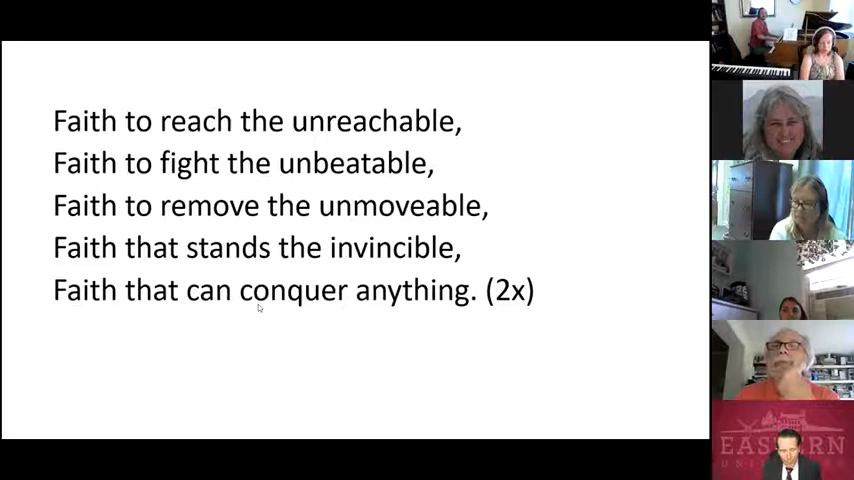 Faith to reach the unreachable,
Faith to fight the unbeatable,
Faith to remove the unmoveable,
Faith that stands the invincible,
Faith that can conquer anything. (2x)
EASTERN